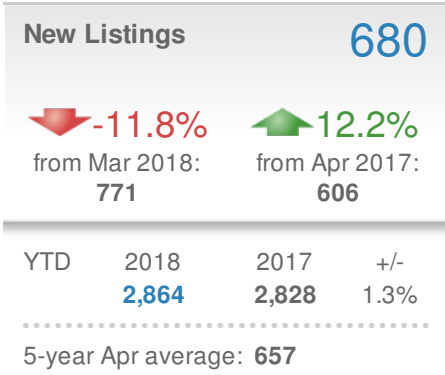 New Listings 680
-11.8% 12.2%
from Mar 2018: from Apr 2017:
771 606
YTD 2018 2017 +/-
2,864 2,828 1.3%
5-year Apr average: 657